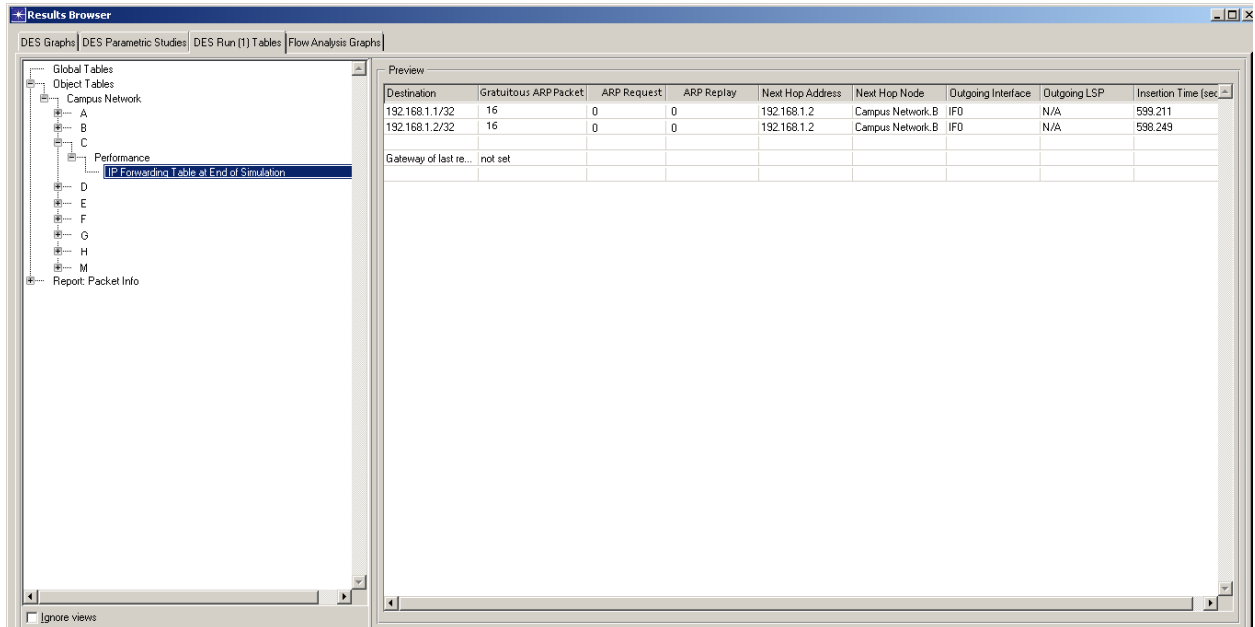 Results Browser
DES Graphs DES Parametric Studies DES Run (1) Tables Flow Analysis Graphs
Global Tables
Object Tables
Campus Network
A
B
C
Performance
IP Forwarding Table at End of Simulation
D
E
F
G
H
M
Report: Packet Info
Ignore views
Preview
Destination Gratuitous ARP Packet ARP Request ARP Replay Next Hop Address Next Hop Node Outgoing Interface Outgoing LSP Insertion Time (sec
192.168.1.1/32 16 0 0 192.168.1.2 Campus Network.B IF0 N/A 599.211
192.168.1.2/32 16 0 0 192.168.1.2 Campus Network.B IF0 N/A 598.249
Gateway of last re... not set